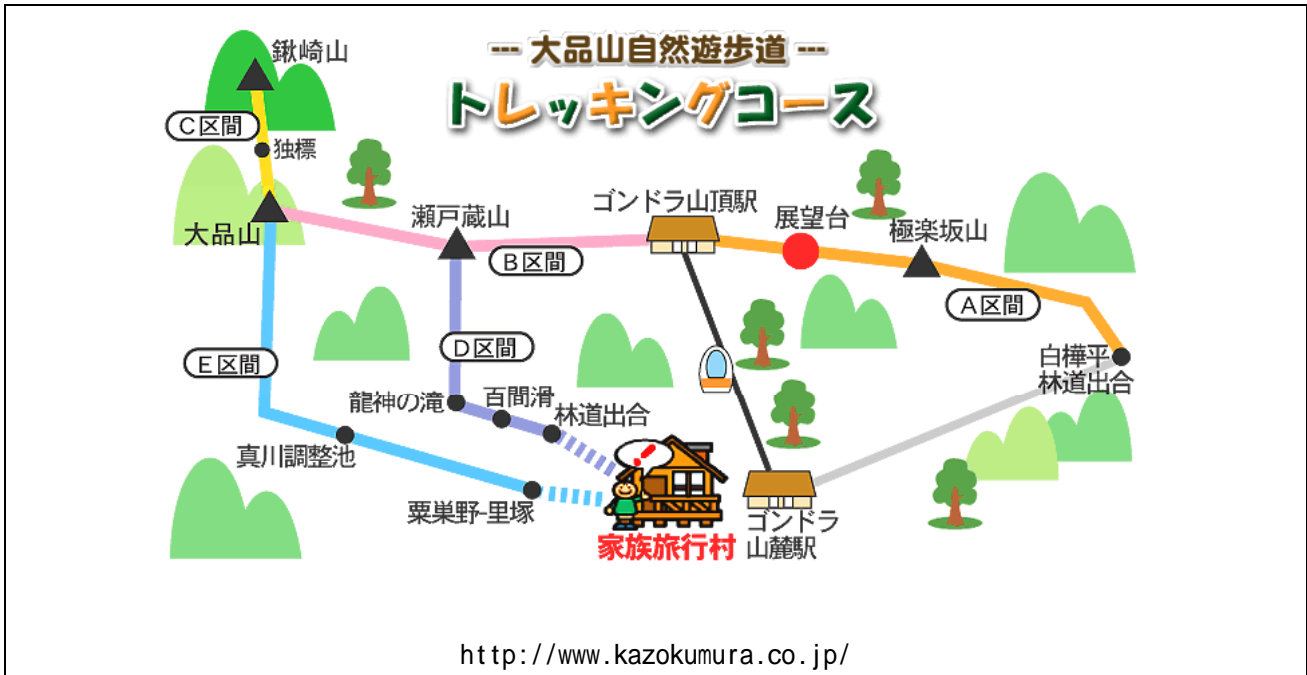 --- 大品山自然遊歩道 ---
トレッキングコース
鍬崎山
C区間
独標
大品山
瀬戸蔵山
B区間
ゴンドラ山頂駅
展望台
極楽坂山
A区間
白樺平
林道出合
E区間
D区間
龍神の滝
百間滑
林道出合
真川調整池
粟巣野-里塚
家族旅行村
ゴンドラ
山麓駅
http://www.kazokumura.co.jp/